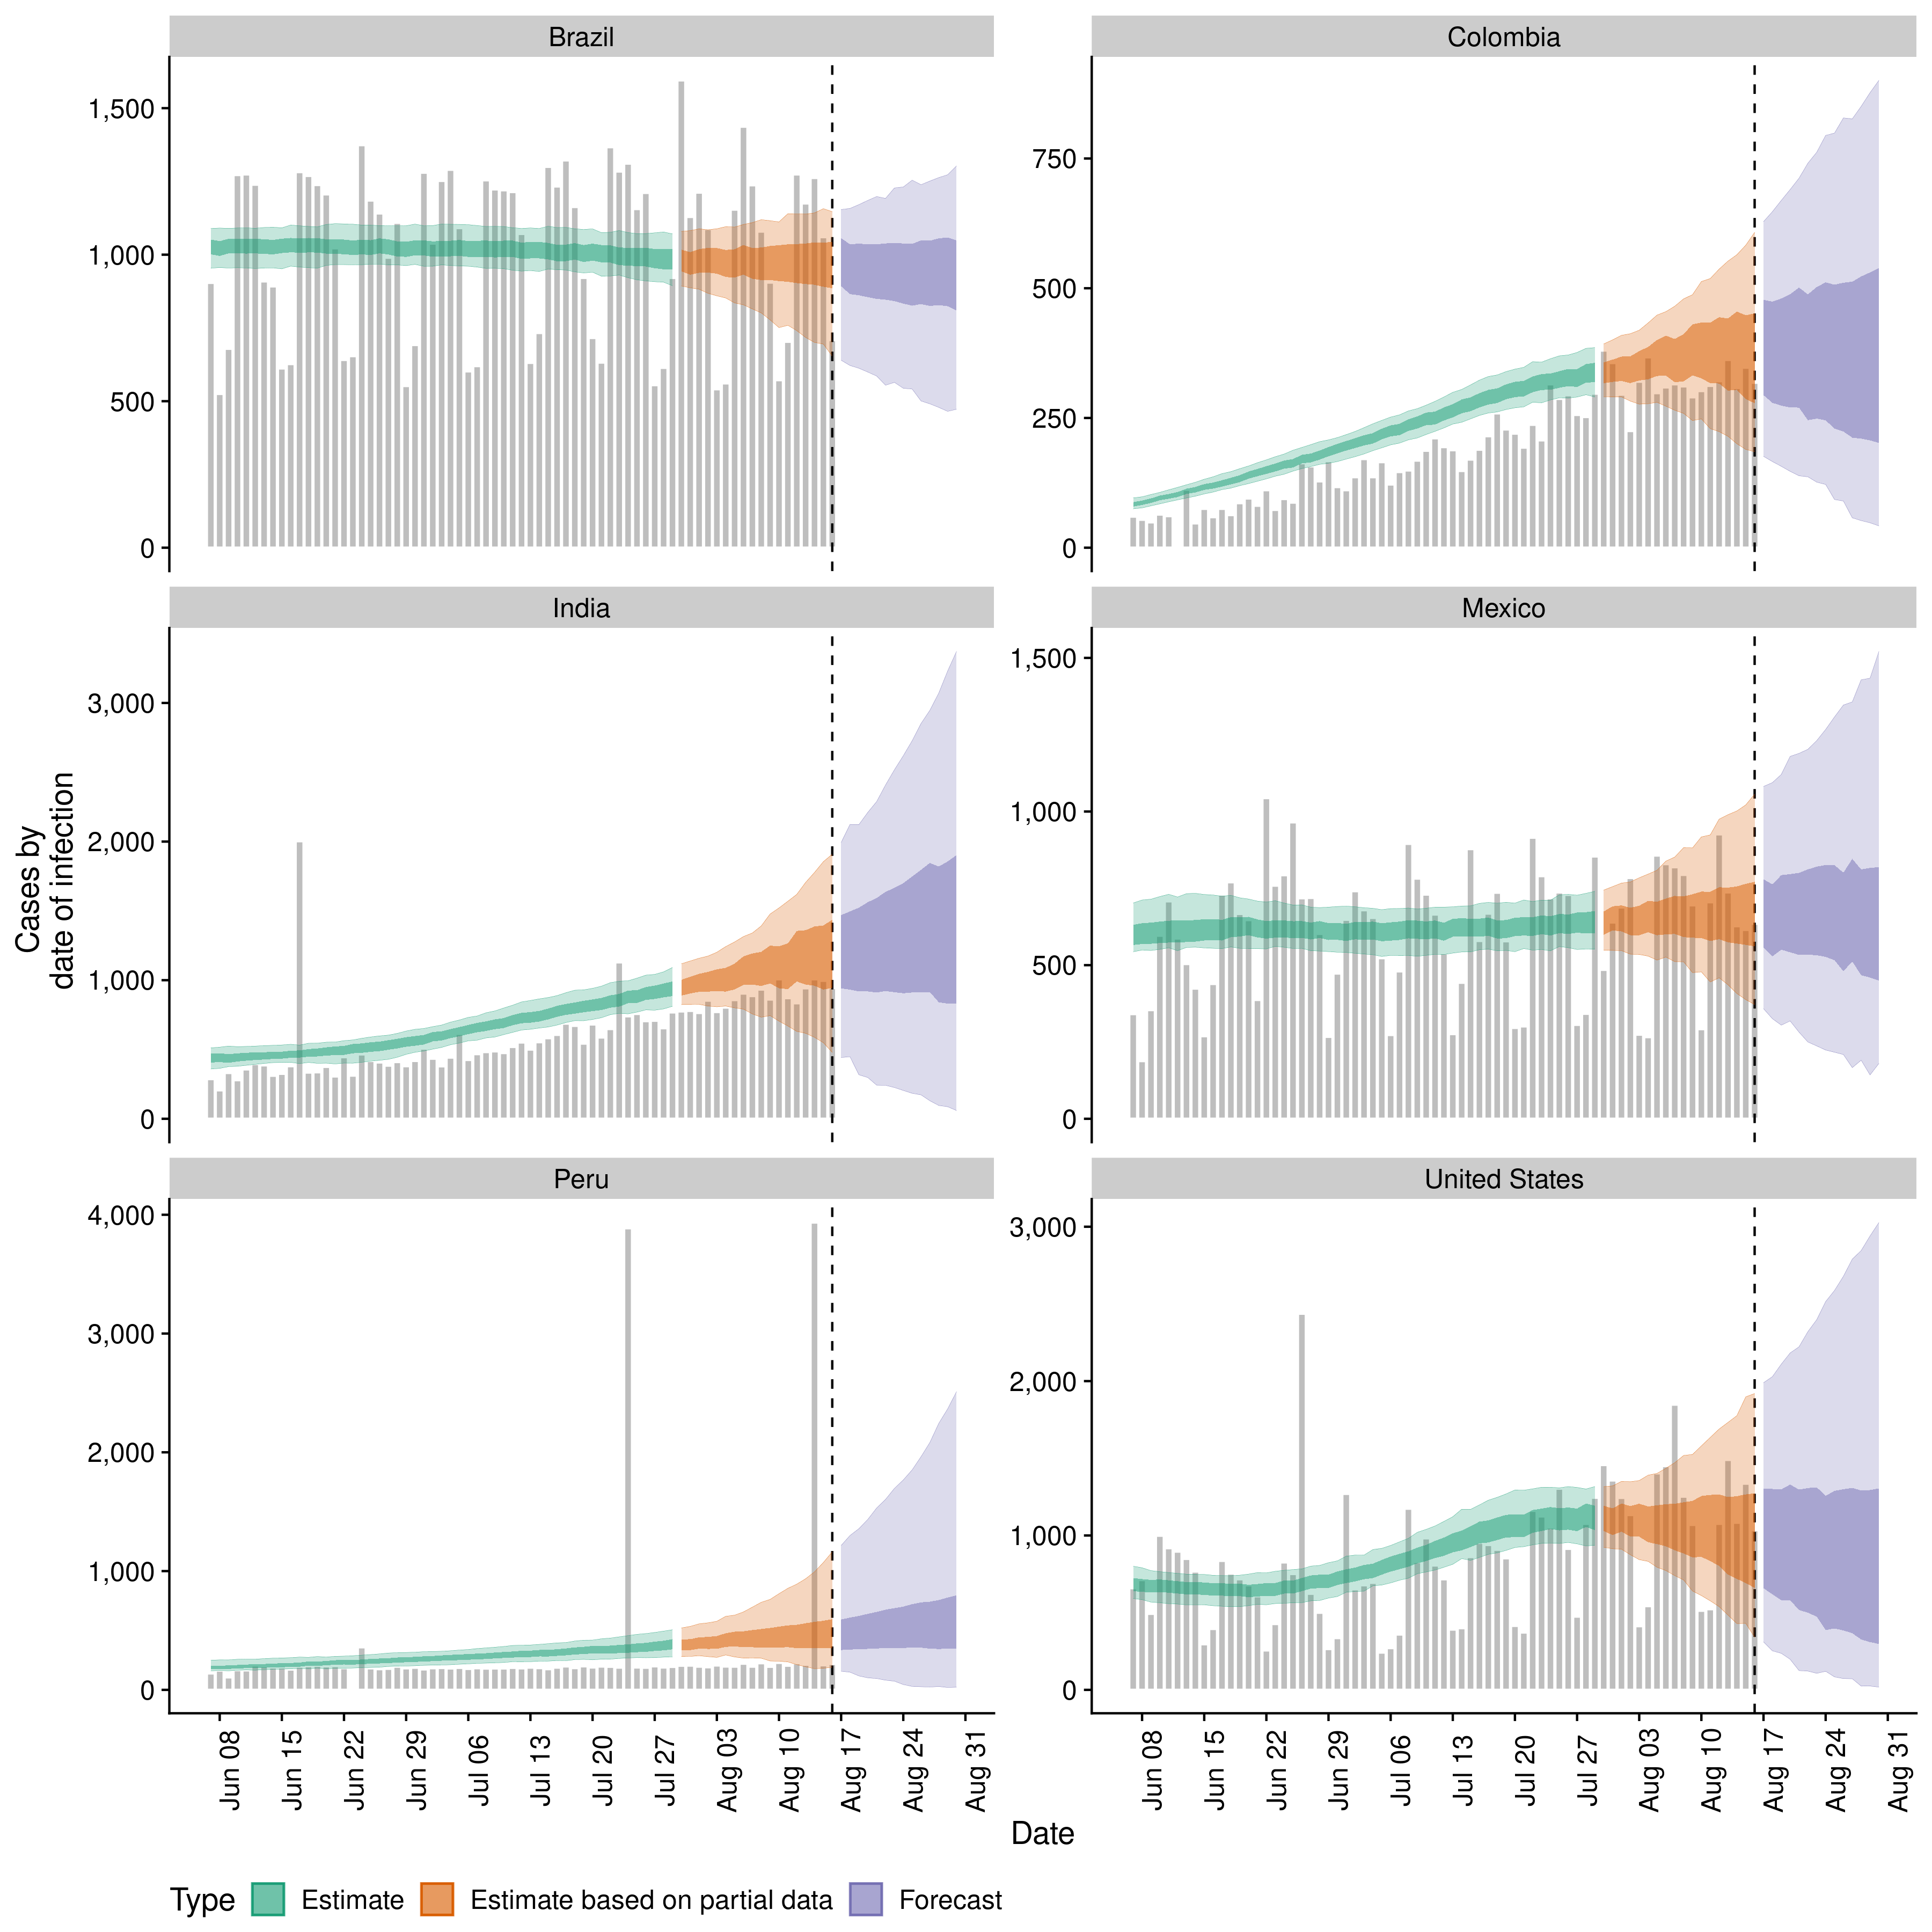 Brazil
Colombia
1,500
1,000
500
0
750
500
250
0
India
Mexico
3,000
2,000
1,000
0
1,500
1,000
500
0
Peru
United States
4,000
3,000
2,000
1,000
0
3,000
2,000
1,000
0
Cases by
date of infection
Jun 08
Jun 15
Jun 22
Jun 29
Jul 06
Jul 13
Jul 20
Jul 27
Aug 03
Aug 10
Aug 17
Aug 24
Aug 31
Jun 08
Jun 15
Jun 22
Jun 29
Jul 06
Jul 13
Jul 20
Jul 27
Aug 03
Aug 10
Aug 17
Aug 24
Aug 31
Date
Type Estimate Estimate based on partial data Forecast